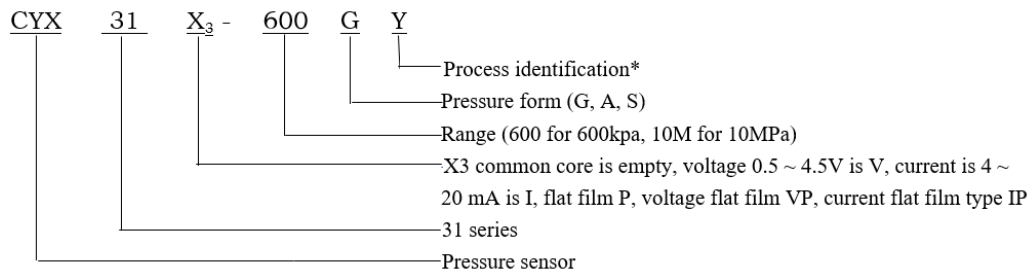 CYX 31 X3 - 600 G Y
Process identification*
Pressure form (G, A, S)
Range (600 for 600kpa, 10M for 10MPa)
X3 common core is empty, voltage 0.5 ~ 4.5V is V, current is 4 ~
20 mA is I, flat film P, voltage flat film VP, current flat film type IP
31 series
Pressure sensor